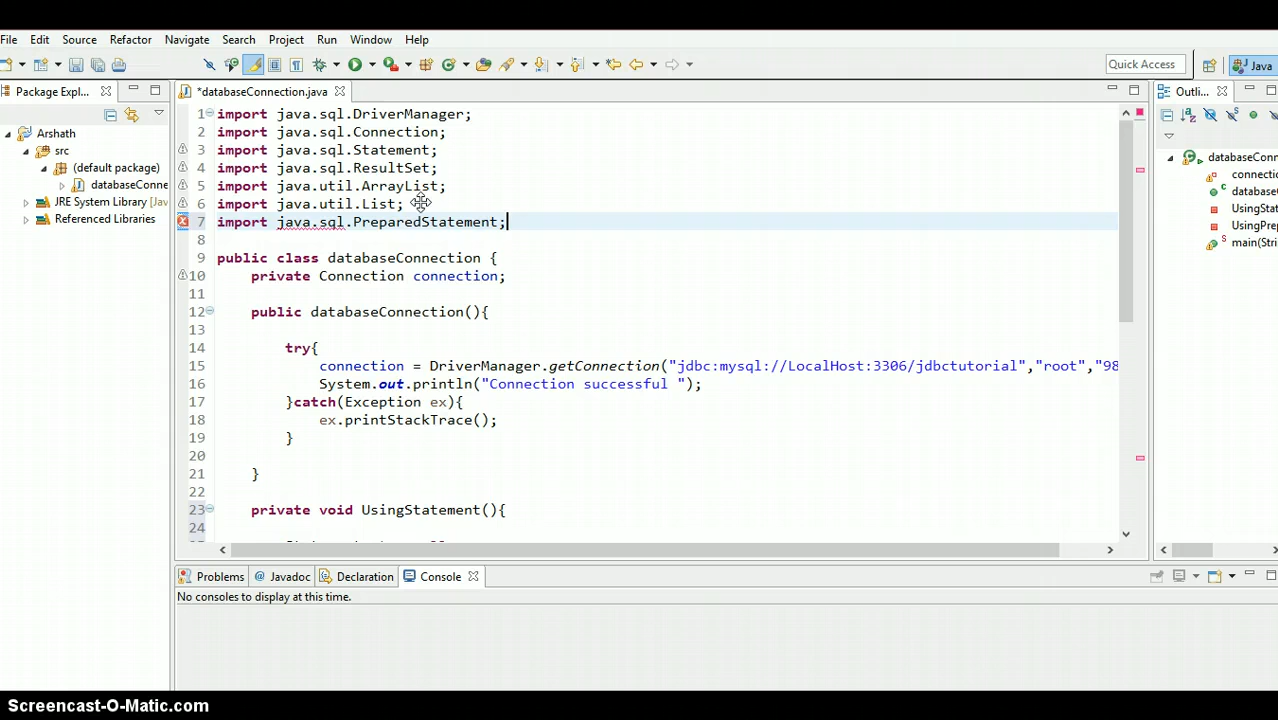 File Edit Source Refactor Navigate Search Project Run Window Help
Quick Access
Java
Package Expl...
*databaseConnection.java
Outli...
Arshath
src
(default package)
databaseConne
JRE System Library [Jav
Referenced Libraries
1 import java.sql.DriverManager;
2 import java.sql.Connection;
3 import java.sql.Statement;
4 import java.sql.ResultSet;
5 import java.util.ArrayList;
6 import java.util.List;
7 import java.sql.PreparedStatement;
8
9 public class databaseConnection {
10 private Connection connection;
11
12 public databaseConnection(){
13
14 try{
15 connection = DriverManager.getConnection("jdbc:mysql://LocalHost:3306/jdbctutorial","root","98
16 System.out.println("Connection successful ");
17 }catch(Exception ex){
18 ex.printStackTrace();
19 }
20
21 }
22
23 private void UsingStatement(){
24
databaseConn
connectio
databas
UsingStat
UsingPre
main(Stri
Problems @ Javadoc Declaration Console
No consoles to display at this time.
Screencast-O-Matic.com